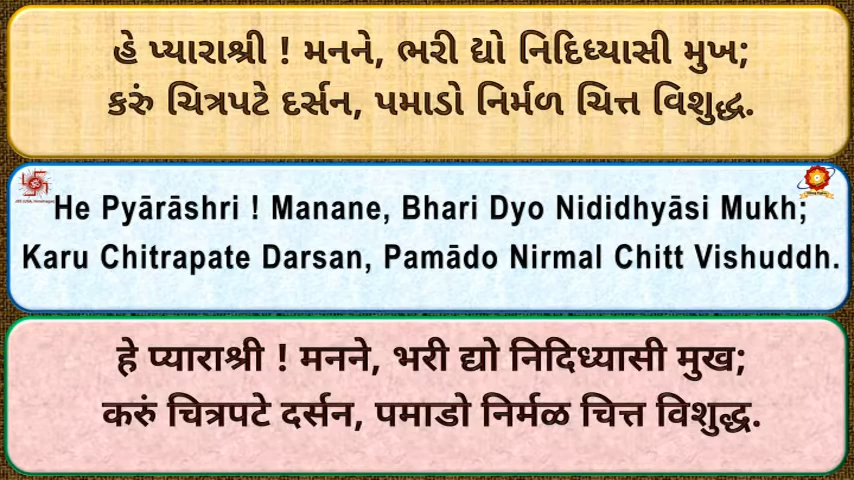 હે પ્યારાશ્રી ! મનને, ભરી દ્યો નિદિધ્યાસી મુખ;
કરું ચિત્રપટે દર્સન, પમાડો નિર્મળ ચિત્ત વિશુદ્ધ.
He Pyārāshri ! Manane, Bhari Dyo Nididhyāsi Mukh;
Karu Chitrapate Darsan, Pamādo Nirmal Chitt Vishuddh.
हे प्याराश्री ! मनने, भरी द्यो निदिध्यासी मुख;
करुं चित्रपटे दर्सन, पमाडो निर्मळ चित्त विशुद्ध.